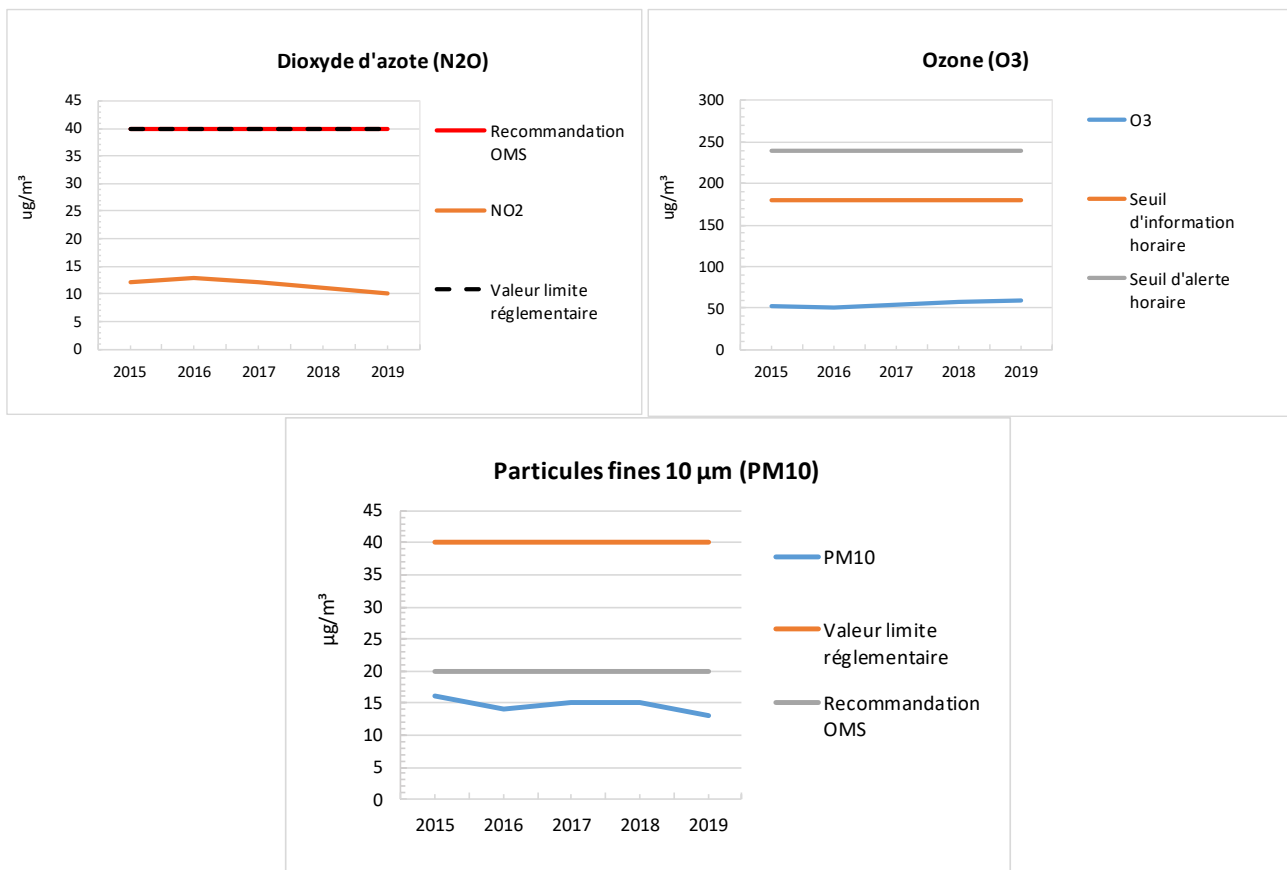 Dioxyde d'azote (N2O)
45
40
35
30
25
20
15
10
5
0
ug/m³
2015 2016 2017 2018 2019
Recommandation
OMS
NO2
Valeur limite
réglementaire
Ozone (O3)
300
250
200
150
100
50
0
ug/m³
2015 2016 2017 2018 2019
O3
Seuil
d'information
horaire
Seuil d'alerte
horaire
Particules fines 10 µm (PM10)
45
40
35
30
25
20
15
10
5
0
µg/m³
2015 2016 2017 2018 2019
PM10
Valeur limite
réglementaire
Recommandation
OMS